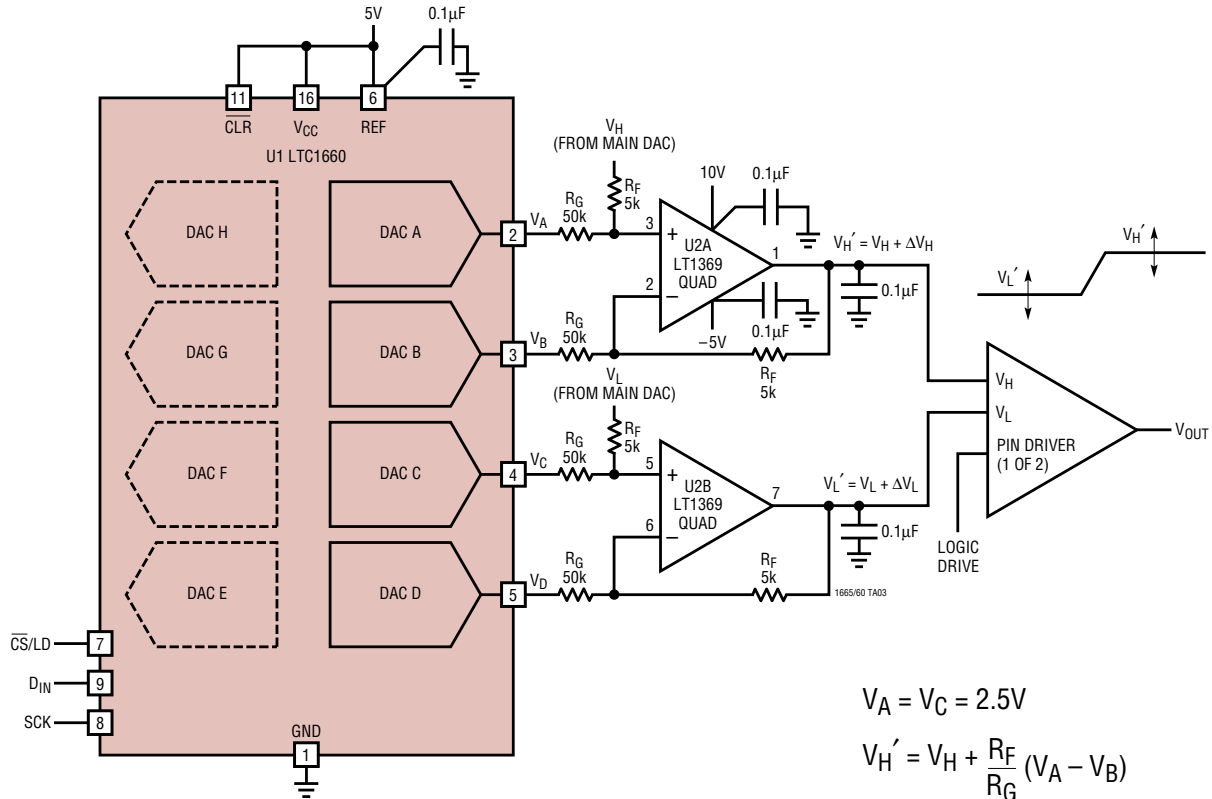 5V
0.1µF
11
16
6
CLR
VCC
REF
U1 LTC1660
DAC H
DAC A
DAC G
DAC B
DAC F
DAC C
DAC E
DAC D
2
3
4
5
CS/LD
7
DIN
9
SCK
8
GND
1
VH
(FROM MAIN DAC)
RF
5k
VA
RG
50k
3
+
2
–
U2A
LT1369
QUAD
1
10V
0.1µF
–5V
0.1µF
VB
RG
50k
RF
5k
VH′ = VH + ΔVH
0.1µF
VL
(FROM MAIN DAC)
RF
5k
VC
RG
50k
5
+
6
–
U2B
LT1369
QUAD
7
VD
RG
50k
RF
5k
VL′ = VL + ΔVL
0.1µF
1665/60 TA03
VL′
VH′
VH
VL
PIN DRIVER
(1 OF 2)
VOUT
LOGIC
DRIVE
VA = VC = 2.5V
VH′ = VH + RF/RG (VA – VB)